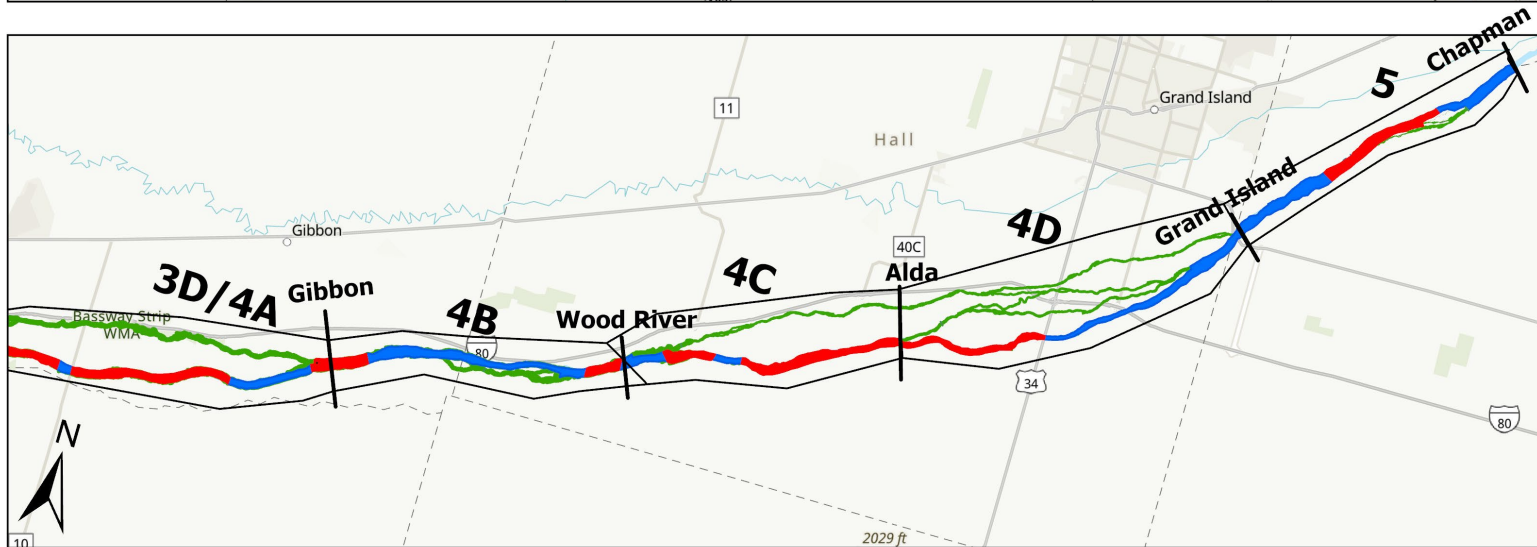 Chapman
5
11
Grand Island
Hall
Grand Island
4D
Gibbon
40C
Alda
4C
3D/4A
Gibbon
Bassway Strip
WMA
4B
Wood River
80
34
80
N
10
2029 ft